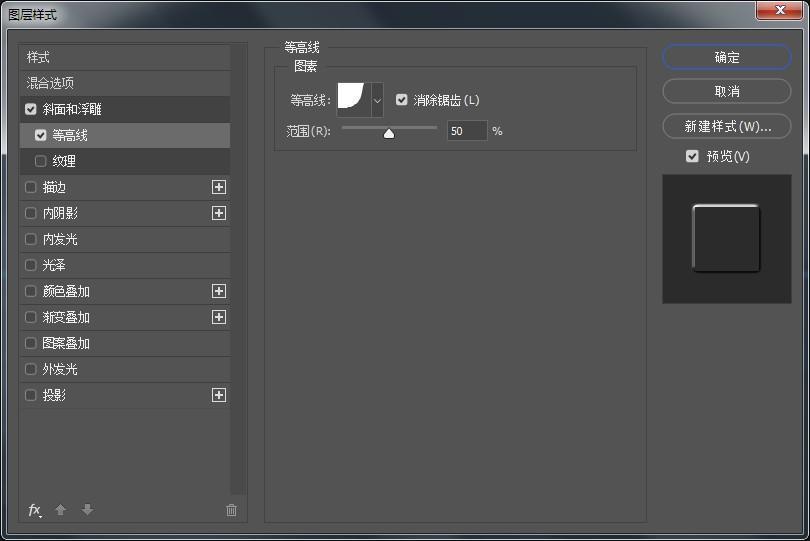 图层样式
样式
混合选项
斜面和浮雕
等高线
纹理
描边
内阴影
内发光
光泽
颜色叠加
渐变叠加
图案叠加
外发光
投影
fx
等高线
图素
等高线：
消除锯齿(L)
范围(R):
50 %
确定
取消
新建样式(W)...
预览(V)